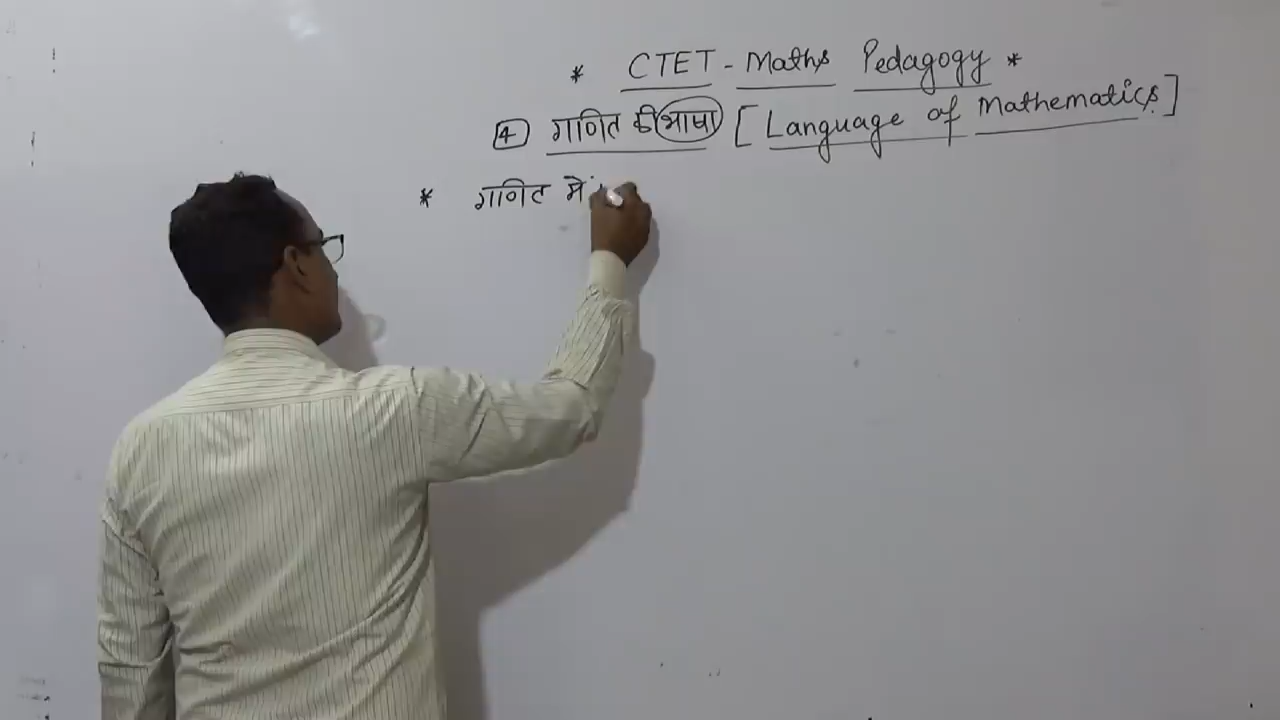 * CTET - Maths Pedagogy *
4 गणित की भाषा [Language of Mathematics]
* गणित में